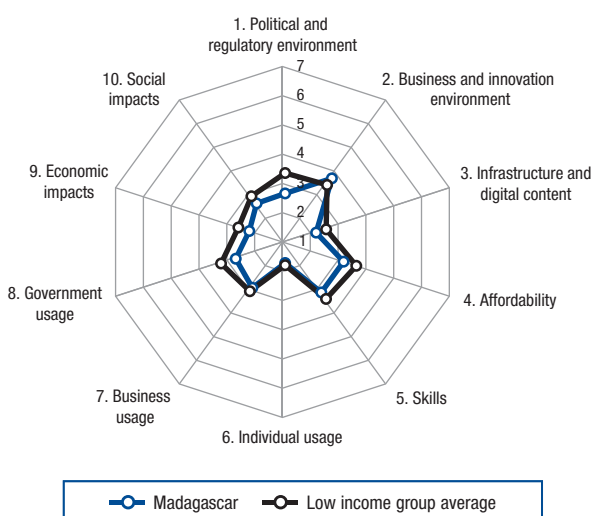 1. Political and
regulatory environment
2. Business and innovation
environment
3. Infrastructure and
digital content
4. Affordability
5. Skills
6. Individual usage
7. Business
usage
8. Government
usage
9. Economic
impacts
10. Social
impacts
7
6
5
4
3
2
1
Madagascar
Low income group average